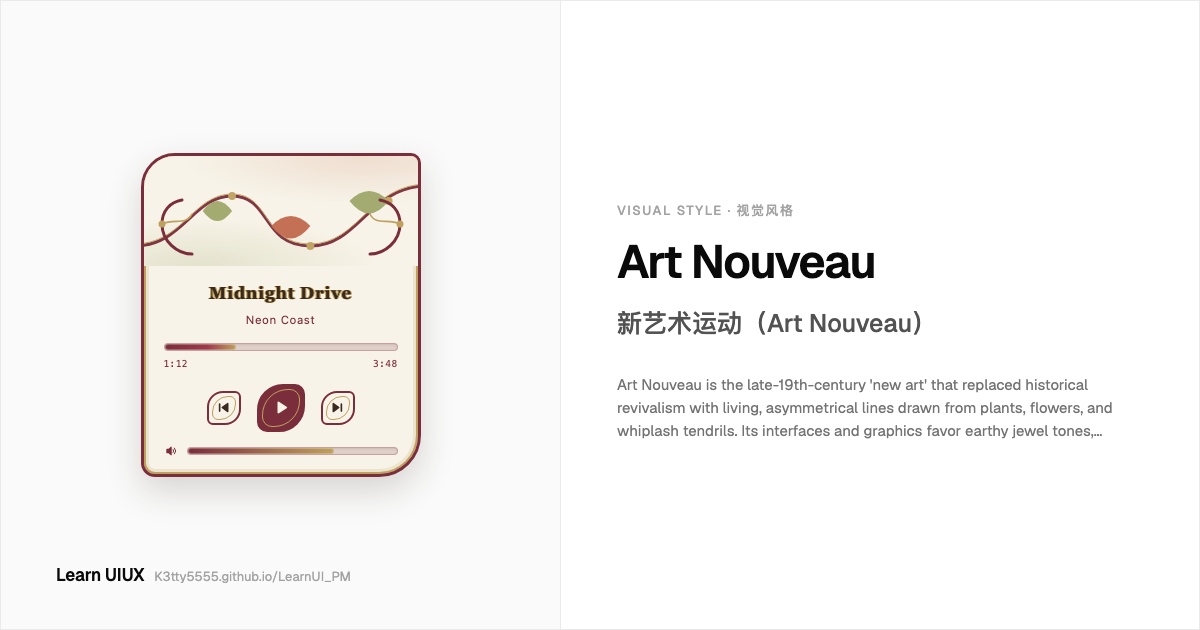 Midnight Drive
Neon Coast
1:12 3:48
Learn UIUX K3tty5555.github.io/LearnUI_PM
VISUAL STYLE · 视觉风格
Art Nouveau
新艺术运动（Art Nouveau）
Art Nouveau is the late-19th-century 'new art' that replaced historical
revivalism with living, asymmetrical lines drawn from plants, flowers, and
whiplash tendrils. Its interfaces and graphics favor earthy jewel tones,…